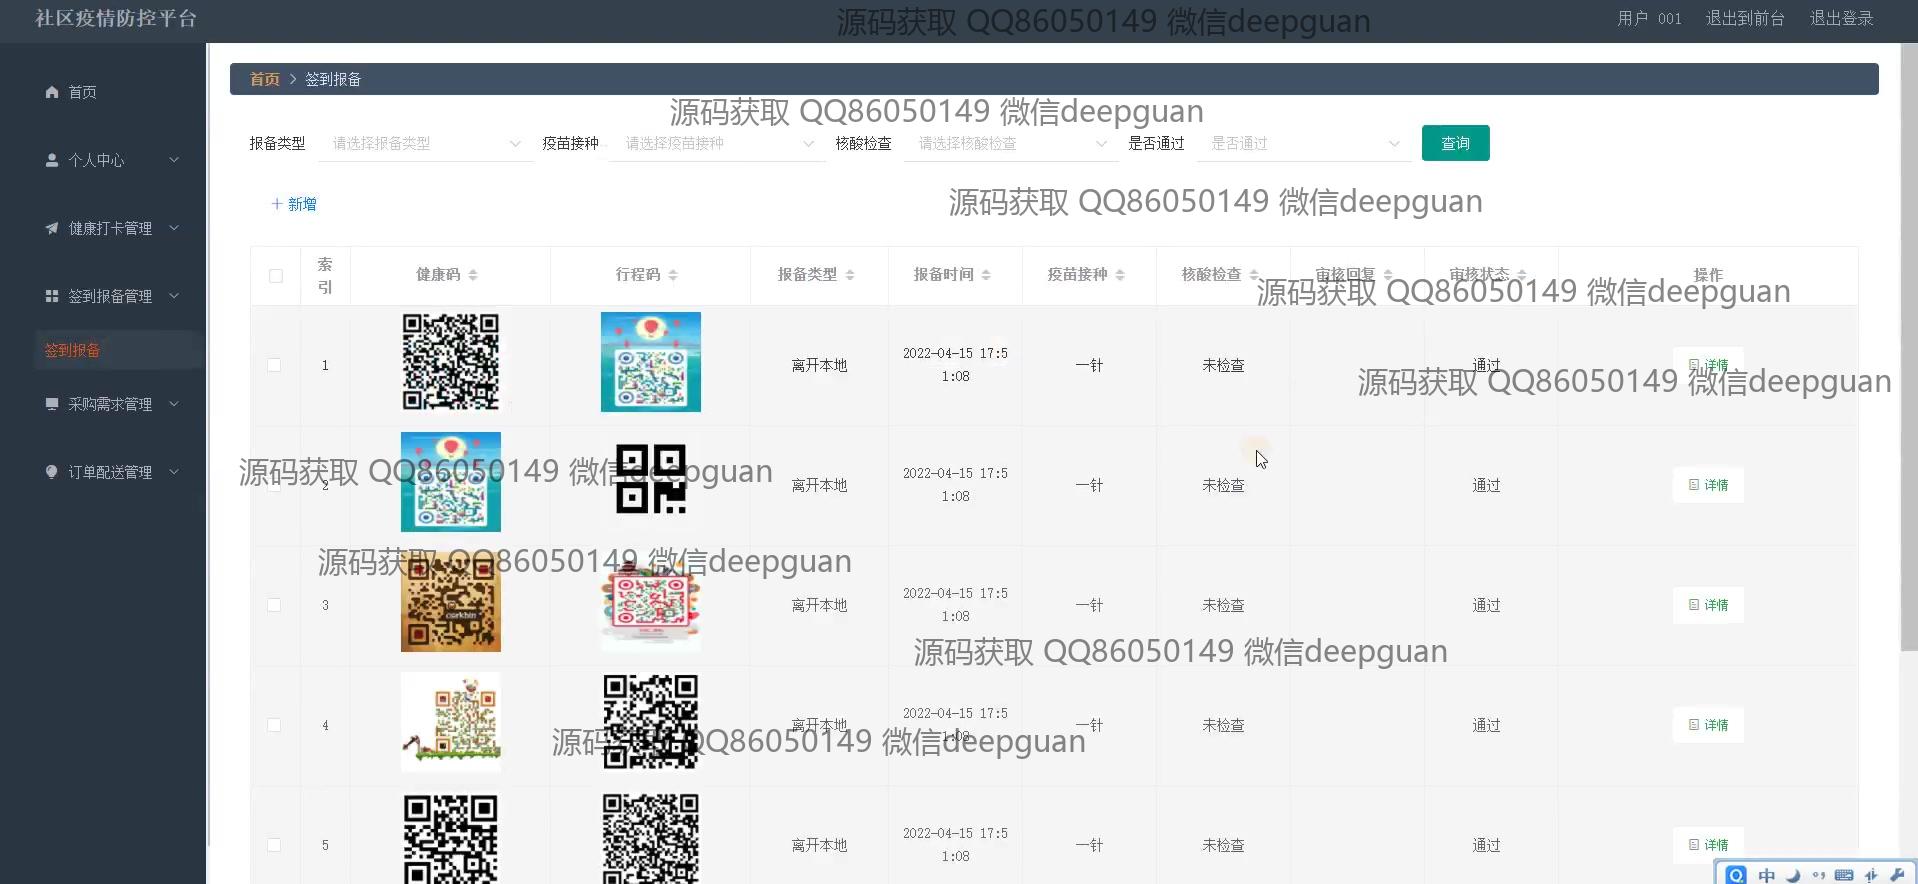 社区疫情防控平台
源码获取 QQ86050149 微信deepguan
用户 001 退出到前台 退出登录
首页
个人中心
健康打卡管理
签到报备管理
签到报备
采购需求管理
订单配送管理
首页 > 签到报备
源码获取 QQ86050149 微信deepguan
报备类型 请选择报备类型 疫苗接种 请选择疫苗接种 核酸检查 请选择核酸检查 是否通过 是否通过 查询
源码获取 QQ86050149 微信deepguan
+ 新增
索引 健康码 行程码 报备类型 报备时间 疫苗接种 核酸检查 审核回复 审核状态 操作
源码获取 QQ86050149 微信deepguan
1 离开本地 2022-04-15 17:5
1:08 一针 未检查 通过 详情
源码获取 QQ86050149 微信deepguan
源码获取 QQ86050149 微信deepguan
2 离开本地 2022-04-15 17:5
1:08 一针 未检查 通过 详情
源码获取 QQ86050149 微信deepguan
3 离开本地 2022-04-15 17:5
1:08 一针 未检查 通过 详情
源码获取 QQ86050149 微信deepguan
4 离开本地 2022-04-15 17:5
1:08 一针 未检查 通过 详情
源码获取 QQ86050149 微信deepguan
5 离开本地 2022-04-15 17:5
1:08 一针 未检查 通过 详情
中